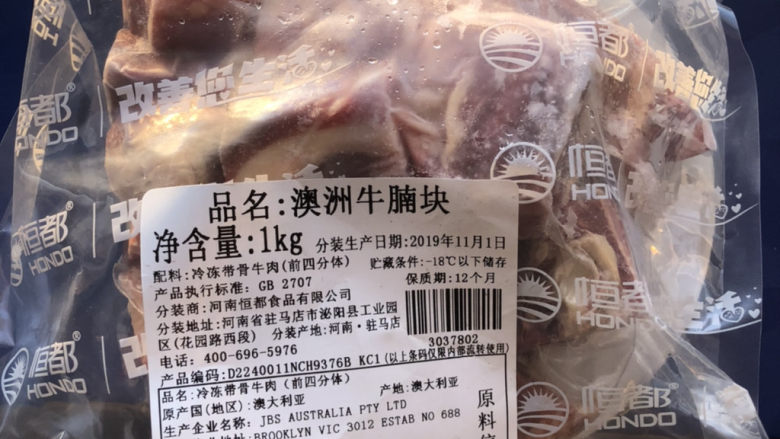 恒都
HONDO
改善您生活
恒都
HONDO
恒都
HONDO
恒都
HONDO
恒都
HONDO
恒都
HONDO
恒都
HONDO
品名:澳洲牛腩块
净含量:1kg 分装生产日期:2019年11月1日
配料:冷冻带骨牛肉(前四分体) 贮藏条件:-18℃以下储存
产品执行标准: GB 2707 保质期:12个月
分装商:河南恒都食品有限公司
分装地址:河南省驻马店市泌阳县工业园
区(花园路西段) 分装产地:河南·驻马店
电话: 400-696-5976
3037802
产品编码:D2240011NCH9376B KC1(以上条码仅限内部流转使用)
品名:冷冻带骨牛肉(前四分体) 产地:澳大利亚
原产国(地区):澳大利亚
生产企业名称: JBS AUSTRALIA PTY LTD
BROOKLYN VIC 3012 ESTAB NO 688
原料